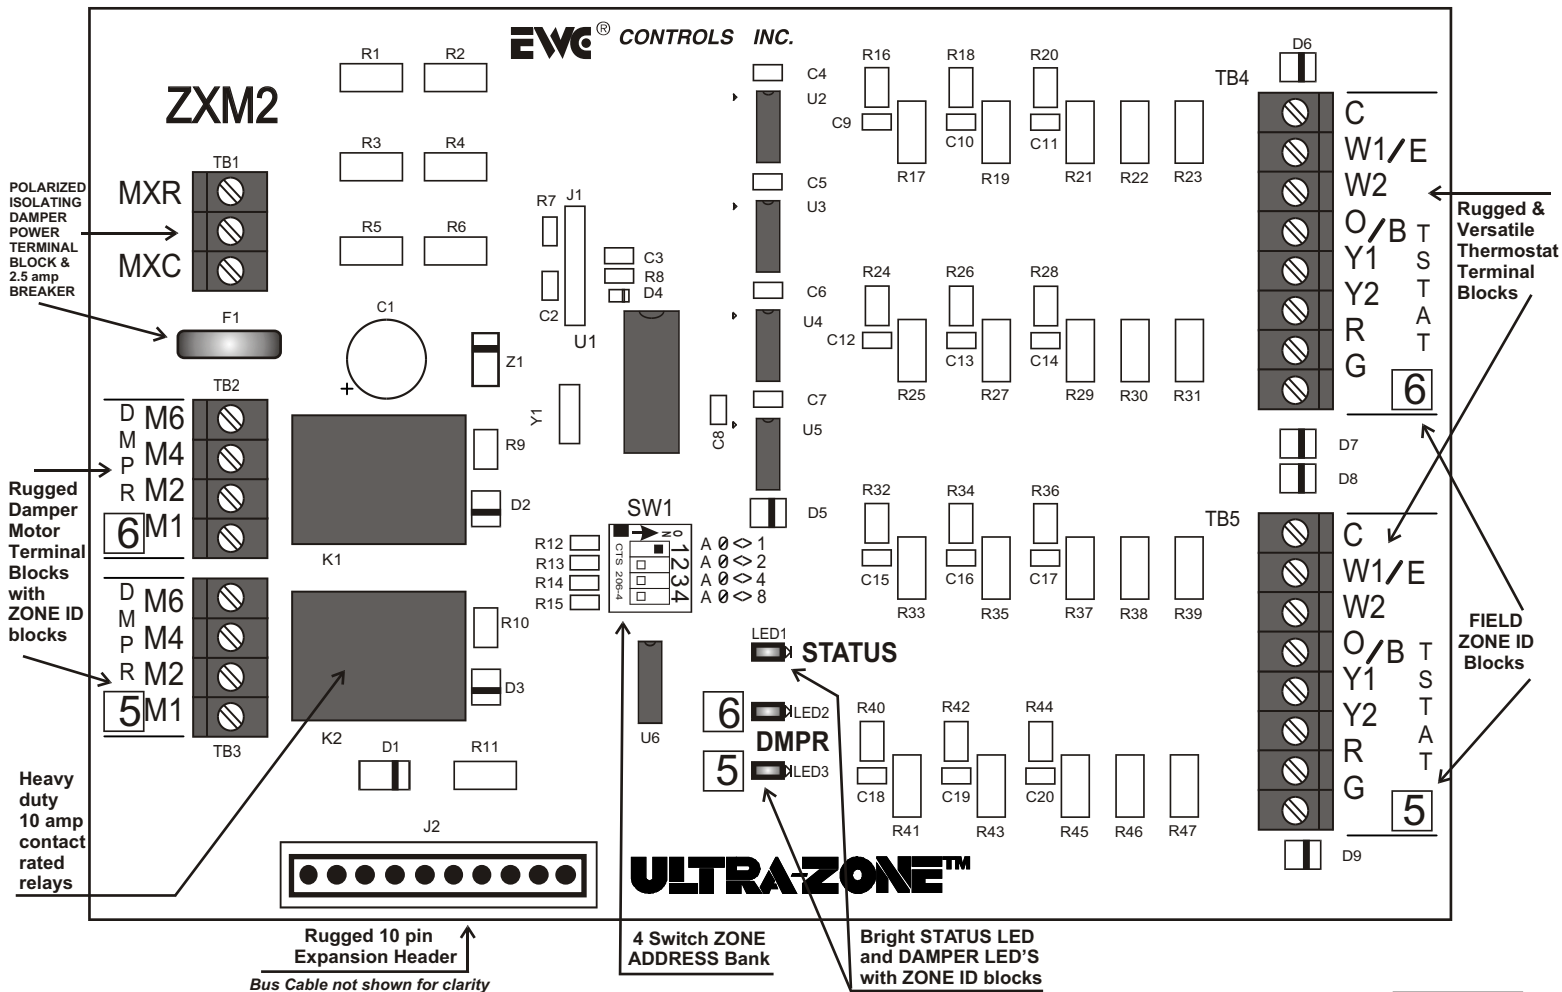 EWC® CONTROLS INC.
ZXM2
R1
R2
R3
R4
R5
R6
TB1
MXR
MXC
POLARIZED
ISOLATING
DAMPER
POWER
TERMINAL
BLOCK &
2.5 amp
BREAKER
F1
C1
+
Z1
R7
J1
C2
C3
R8
D4
U1
Y1
C8
C4
U2
C5
U3
C6
U4
C7
U5
D5
TB2
DMPR
M6
M4
M2
M1
6
K1
R9
D2
Rugged
Damper
Motor
Terminal
Blocks
with
ZONE ID
blocks
DMPR
M6
M4
M2
M1
5
TB3
K2
R10
D3
D1
R11
Heavy
duty
10 amp
contact
rated
relays
SW1
R12
R13
R14
R15
CTS 206-4
ON
1234
A 0<>1
A 0<>2
A 0<>4
A 0<>8
U6
LED1
STATUS
6
LED2
DMPR
5
LED3
R16
R18
R20
C9
C10
C11
R17
R19
R21
R22
R23
R24
R26
R28
C12
C13
C14
R25
R27
R29
R30
R31
R32
R34
R36
C15
C16
C17
R33
R35
R37
R38
R39
R40
R42
R44
C18
C19
C20
R41
R43
R45
R46
R47
D6
TB4
C
W1/E
W2
O/B
Y1
Y2
R
G
TSTAT
6
Rugged &
Versatile
Thermostat
Terminal
Blocks
D7
D8
TB5
C
W1/E
W2
O/B
Y1
Y2
R
G
TSTAT
5
FIELD
ZONE ID
Blocks
D9
J2
ULTRA-ZONE™
Rugged 10 pin
Expansion Header
Bus Cable not shown for clarity
4 Switch ZONE
ADDRESS Bank
Bright STATUS LED
and DAMPER LED'S
with ZONE ID blocks